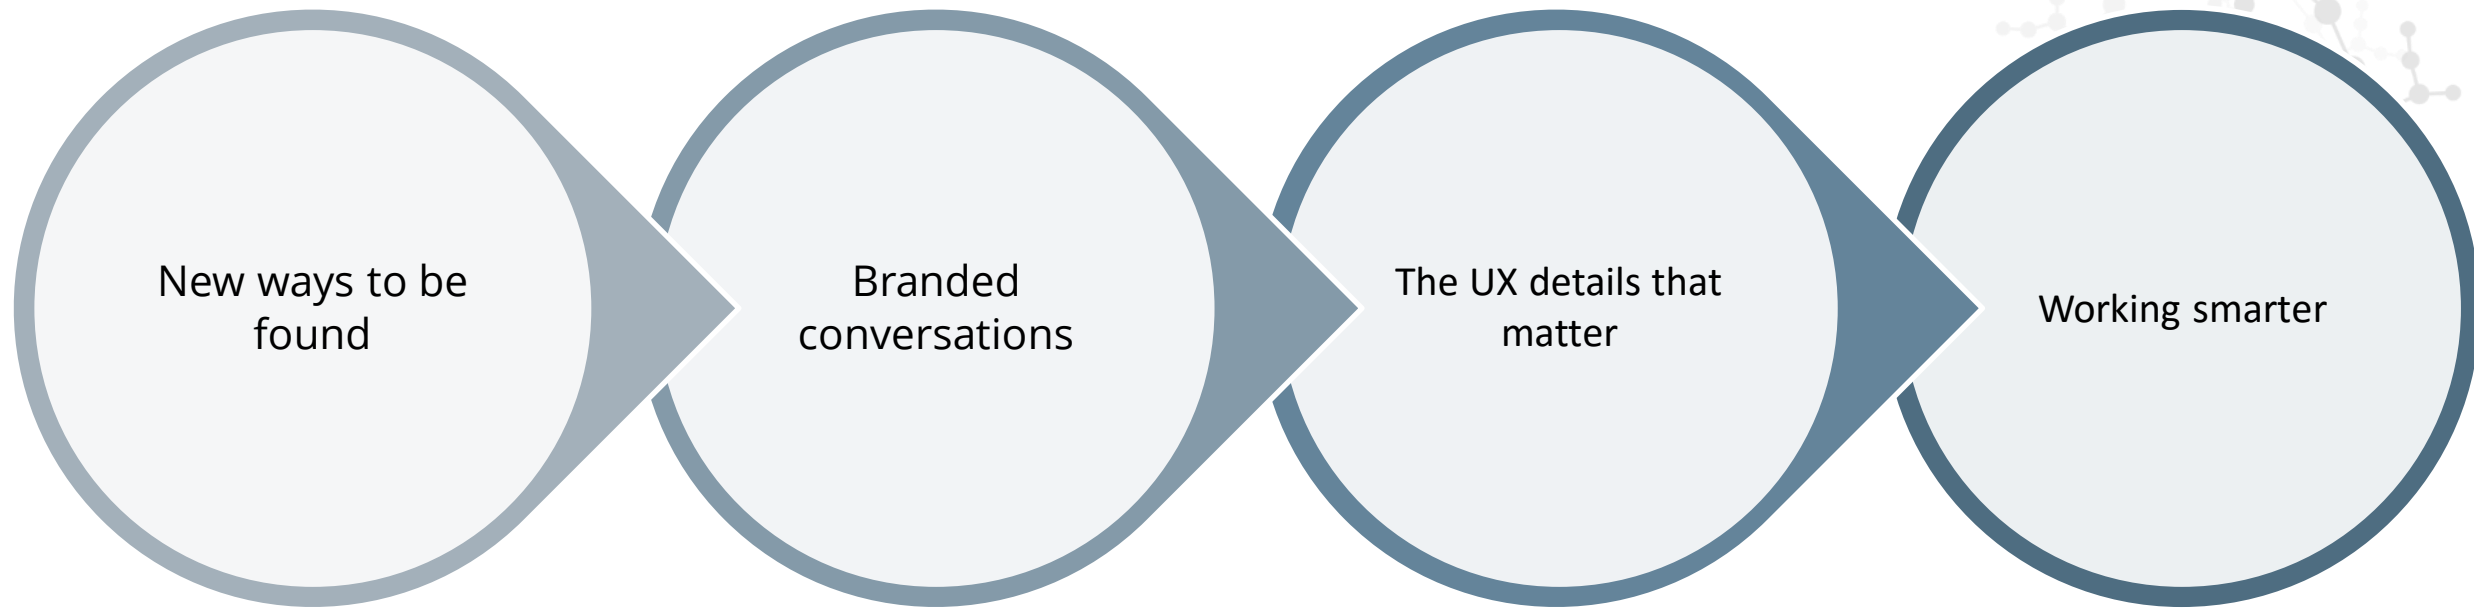 New ways to be
found
Branded
conversations
The UX details that
matter
Working smarter